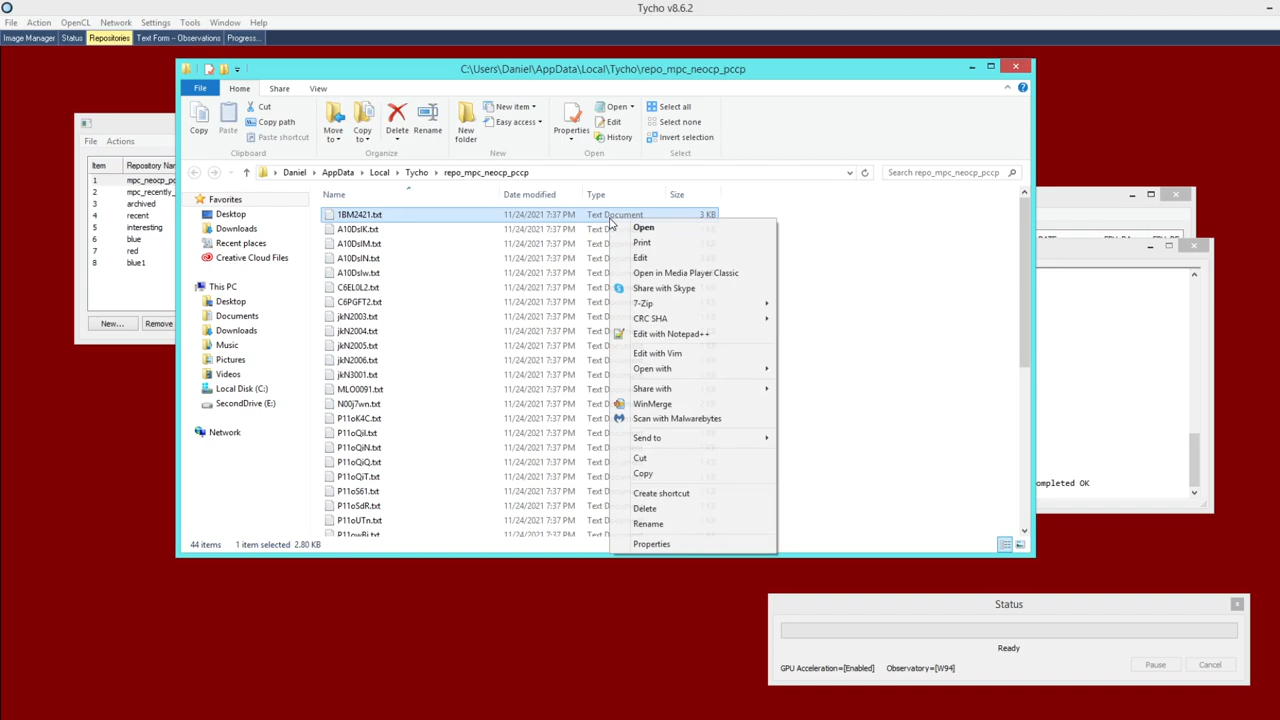 Tycho v8.6.2
File Action OpenCL Network Settings Tools Window Help
Image Manager Status Repositories Text Form -- Observations Progress...
C:\Users\Daniel\AppData\Local\Tycho\repo_mpc_neocp_pccp
File Home Share View
Copy Paste Cut Copy path Paste shortcut
Move to Copy to Delete Rename
New folder New item Easy access
Properties Open Edit History
Select all Select none Invert selection
Clipboard Organize New Open Select
Daniel AppData Local Tycho repo_mpc_neocp_pccp
Search repo_mpc_neocp_pccp
File Actions
Item Repository Na
1 mpc_neocp_pc
2 mpc_recently_
3 archived
4 recent
5 interesting
6 blue
7 red
8 blue1
New... Remove
Favorites
Desktop
Downloads
Recent places
Creative Cloud Files
This PC
Desktop
Documents
Downloads
Music
Pictures
Videos
Local Disk (C:)
SecondDrive (E:)
Network
Name Date modified Type Size
1BM2421.txt 11/24/2021 7:37 PM Text Document 3 KB
A10DsIK.txt 11/24/2021 7:37 PM
A10DsIM.txt 11/24/2021 7:37 PM
A10DsIN.txt 11/24/2021 7:37 PM
A10DsIw.txt 11/24/2021 7:37 PM
C6EL0L2.txt 11/24/2021 7:37 PM
C6PGFT2.txt 11/24/2021 7:37 PM
jkN2003.txt 11/24/2021 7:37 PM
jkN2004.txt 11/24/2021 7:37 PM
jkN2005.txt 11/24/2021 7:37 PM
jkN2006.txt 11/24/2021 7:37 PM
jkN3001.txt 11/24/2021 7:37 PM
MLO0091.txt 11/24/2021 7:37 PM
N00j7wn.txt 11/24/2021 7:37 PM
P11oK4C.txt 11/24/2021 7:37 PM
P11oQiI.txt 11/24/2021 7:37 PM
P11oQiN.txt 11/24/2021 7:37 PM
P11oQiQ.txt 11/24/2021 7:37 PM
P11oQiT.txt 11/24/2021 7:37 PM
P11oS61.txt 11/24/2021 7:37 PM
P11oSdR.txt 11/24/2021 7:37 PM
P11oUTn.txt 11/24/2021 7:37 PM
Open
Print
Edit
Open in Media Player Classic
Share with Skype
7-Zip
CRC SHA
Edit with Notepad++
Edit with Vim
Open with
Share with
WinMerge
Scan with Malwarebytes
Send to
Cut
Copy
Create shortcut
Delete
Rename
Properties
44 items 1 item selected 2.80 KB
ompleted OK
Status
Ready
GPU Acceleration=[Enabled] Observatory=[W94] Pause Cancel